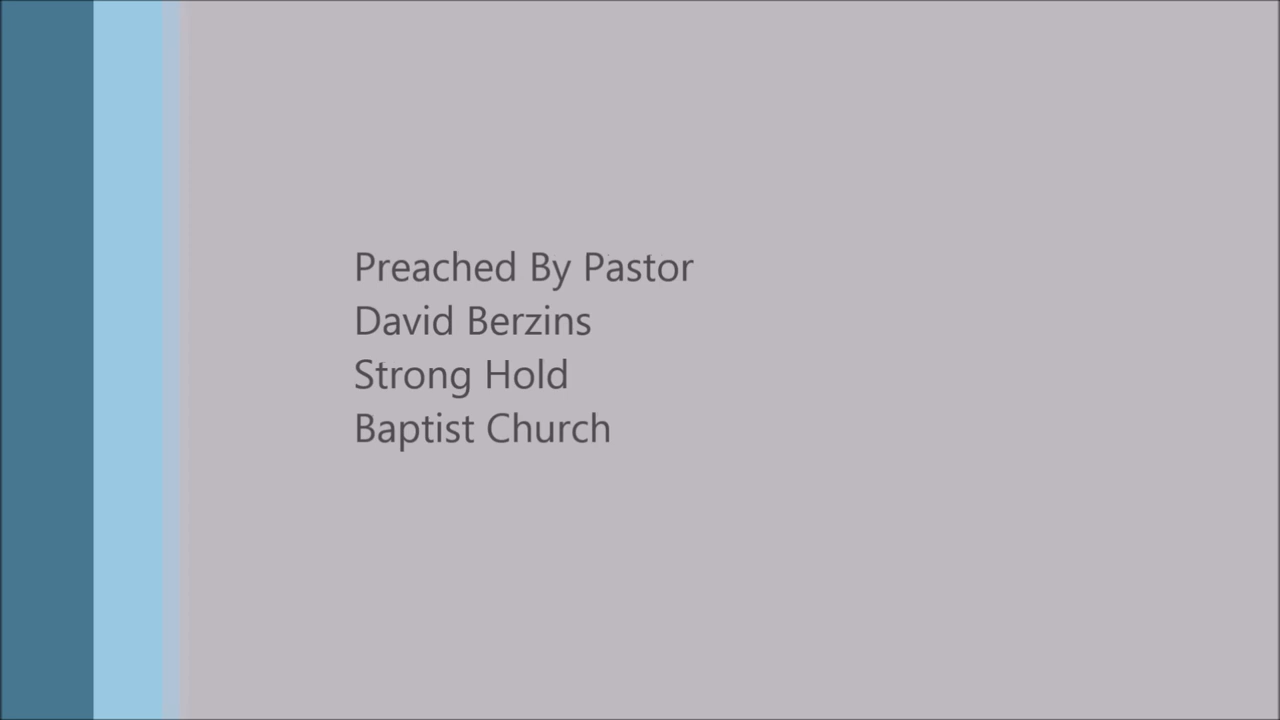 Preached By Pastor
David Berzins
Strong Hold
Baptist Church